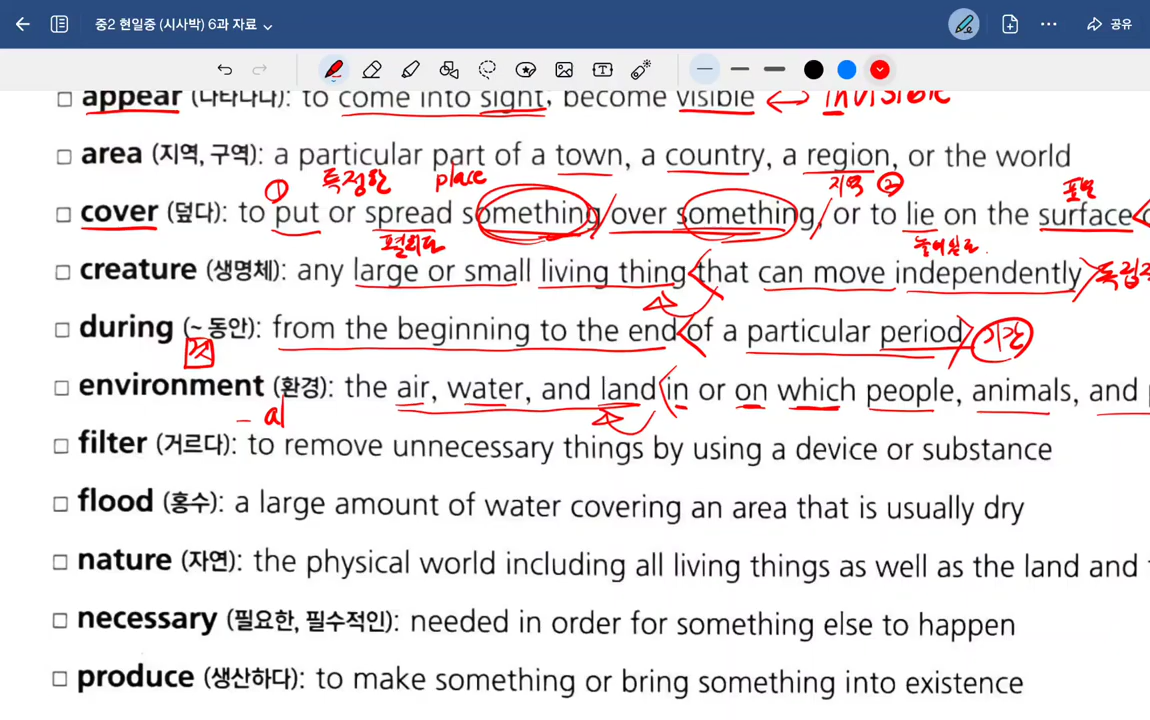 중2 현일중 (시사박) 6과 자료
공유
appear (나타나다): to come into sight, become visible ↔ invisible
area (지역, 구역): a particular part of a town, a country, a region, or the world
① 특정한 place 지역 ② 표면
cover (덮다): to put or spread something over something, or to lie on the surface
펼치다 놓여있다
creature (생명체): any large or small living thing that can move independently 독립적
during (~ 동안): from the beginning to the end of a particular period 기간
environment (환경): the air, water, and land in or on which people, animals, and
- al
filter (거르다): to remove unnecessary things by using a device or substance
flood (홍수): a large amount of water covering an area that is usually dry
nature (자연): the physical world including all living things as well as the land and
necessary (필요한, 필수적인): needed in order for something else to happen
produce (생산하다): to make something or bring something into existence